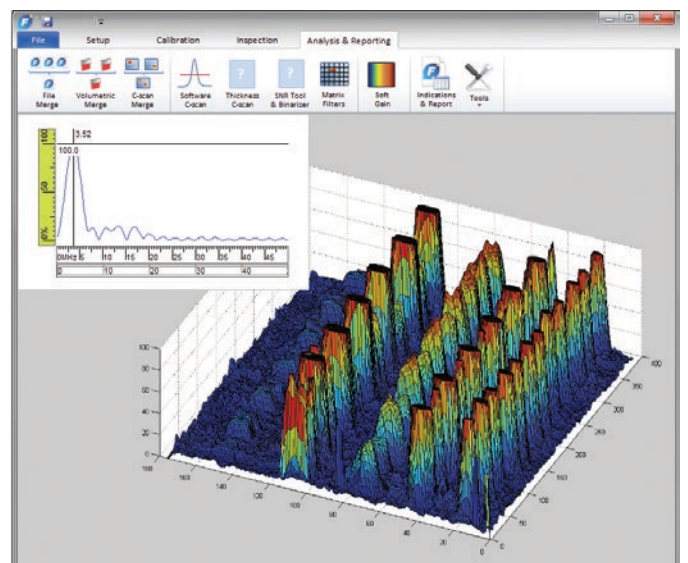 File Setup Calibration Inspection Analysis & Reporting
File Merge
Volumetric Merge
C-scan Merge
Software C-scan
Thickness C-scan
SNR Tool & Binarizer
Matrix Filters
Soft Gain
Indications & Report
Tools
3.52
100.0
100
50
0%
0MHz 5 10 15 20 25 30 35 40 45
0 10 20 30 40
100
80
60
40
20
0
180 160 140 120 100 80 60 40 20 0
0 50 100 150 200 250 300 350 400